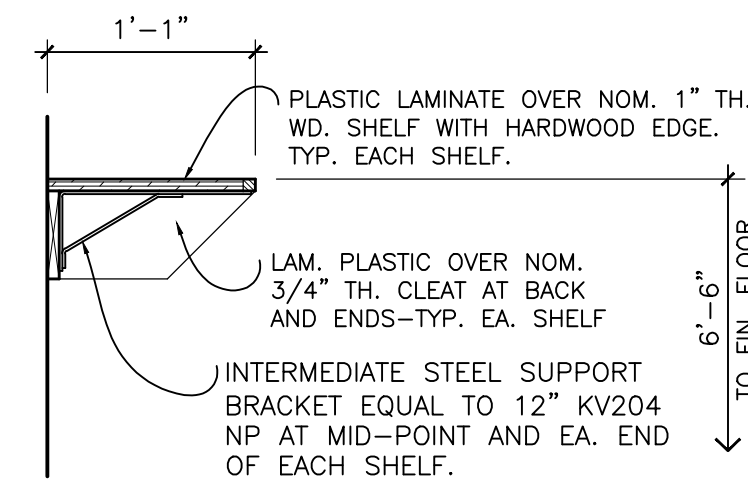 1'-1"
PLASTIC LAMINATE OVER NOM. 1" TH.
WD. SHELF WITH HARDWOOD EDGE.
TYP. EACH SHELF.
LAM. PLASTIC OVER NOM.
3/4" TH. CLEAT AT BACK
AND ENDS-TYP. EA. SHELF
INTERMEDIATE STEEL SUPPORT
BRACKET EQUAL TO 12" KV204
NP AT MID-POINT AND EA. END
OF EACH SHELF.
6'-6"
TO FIN. FLOOR